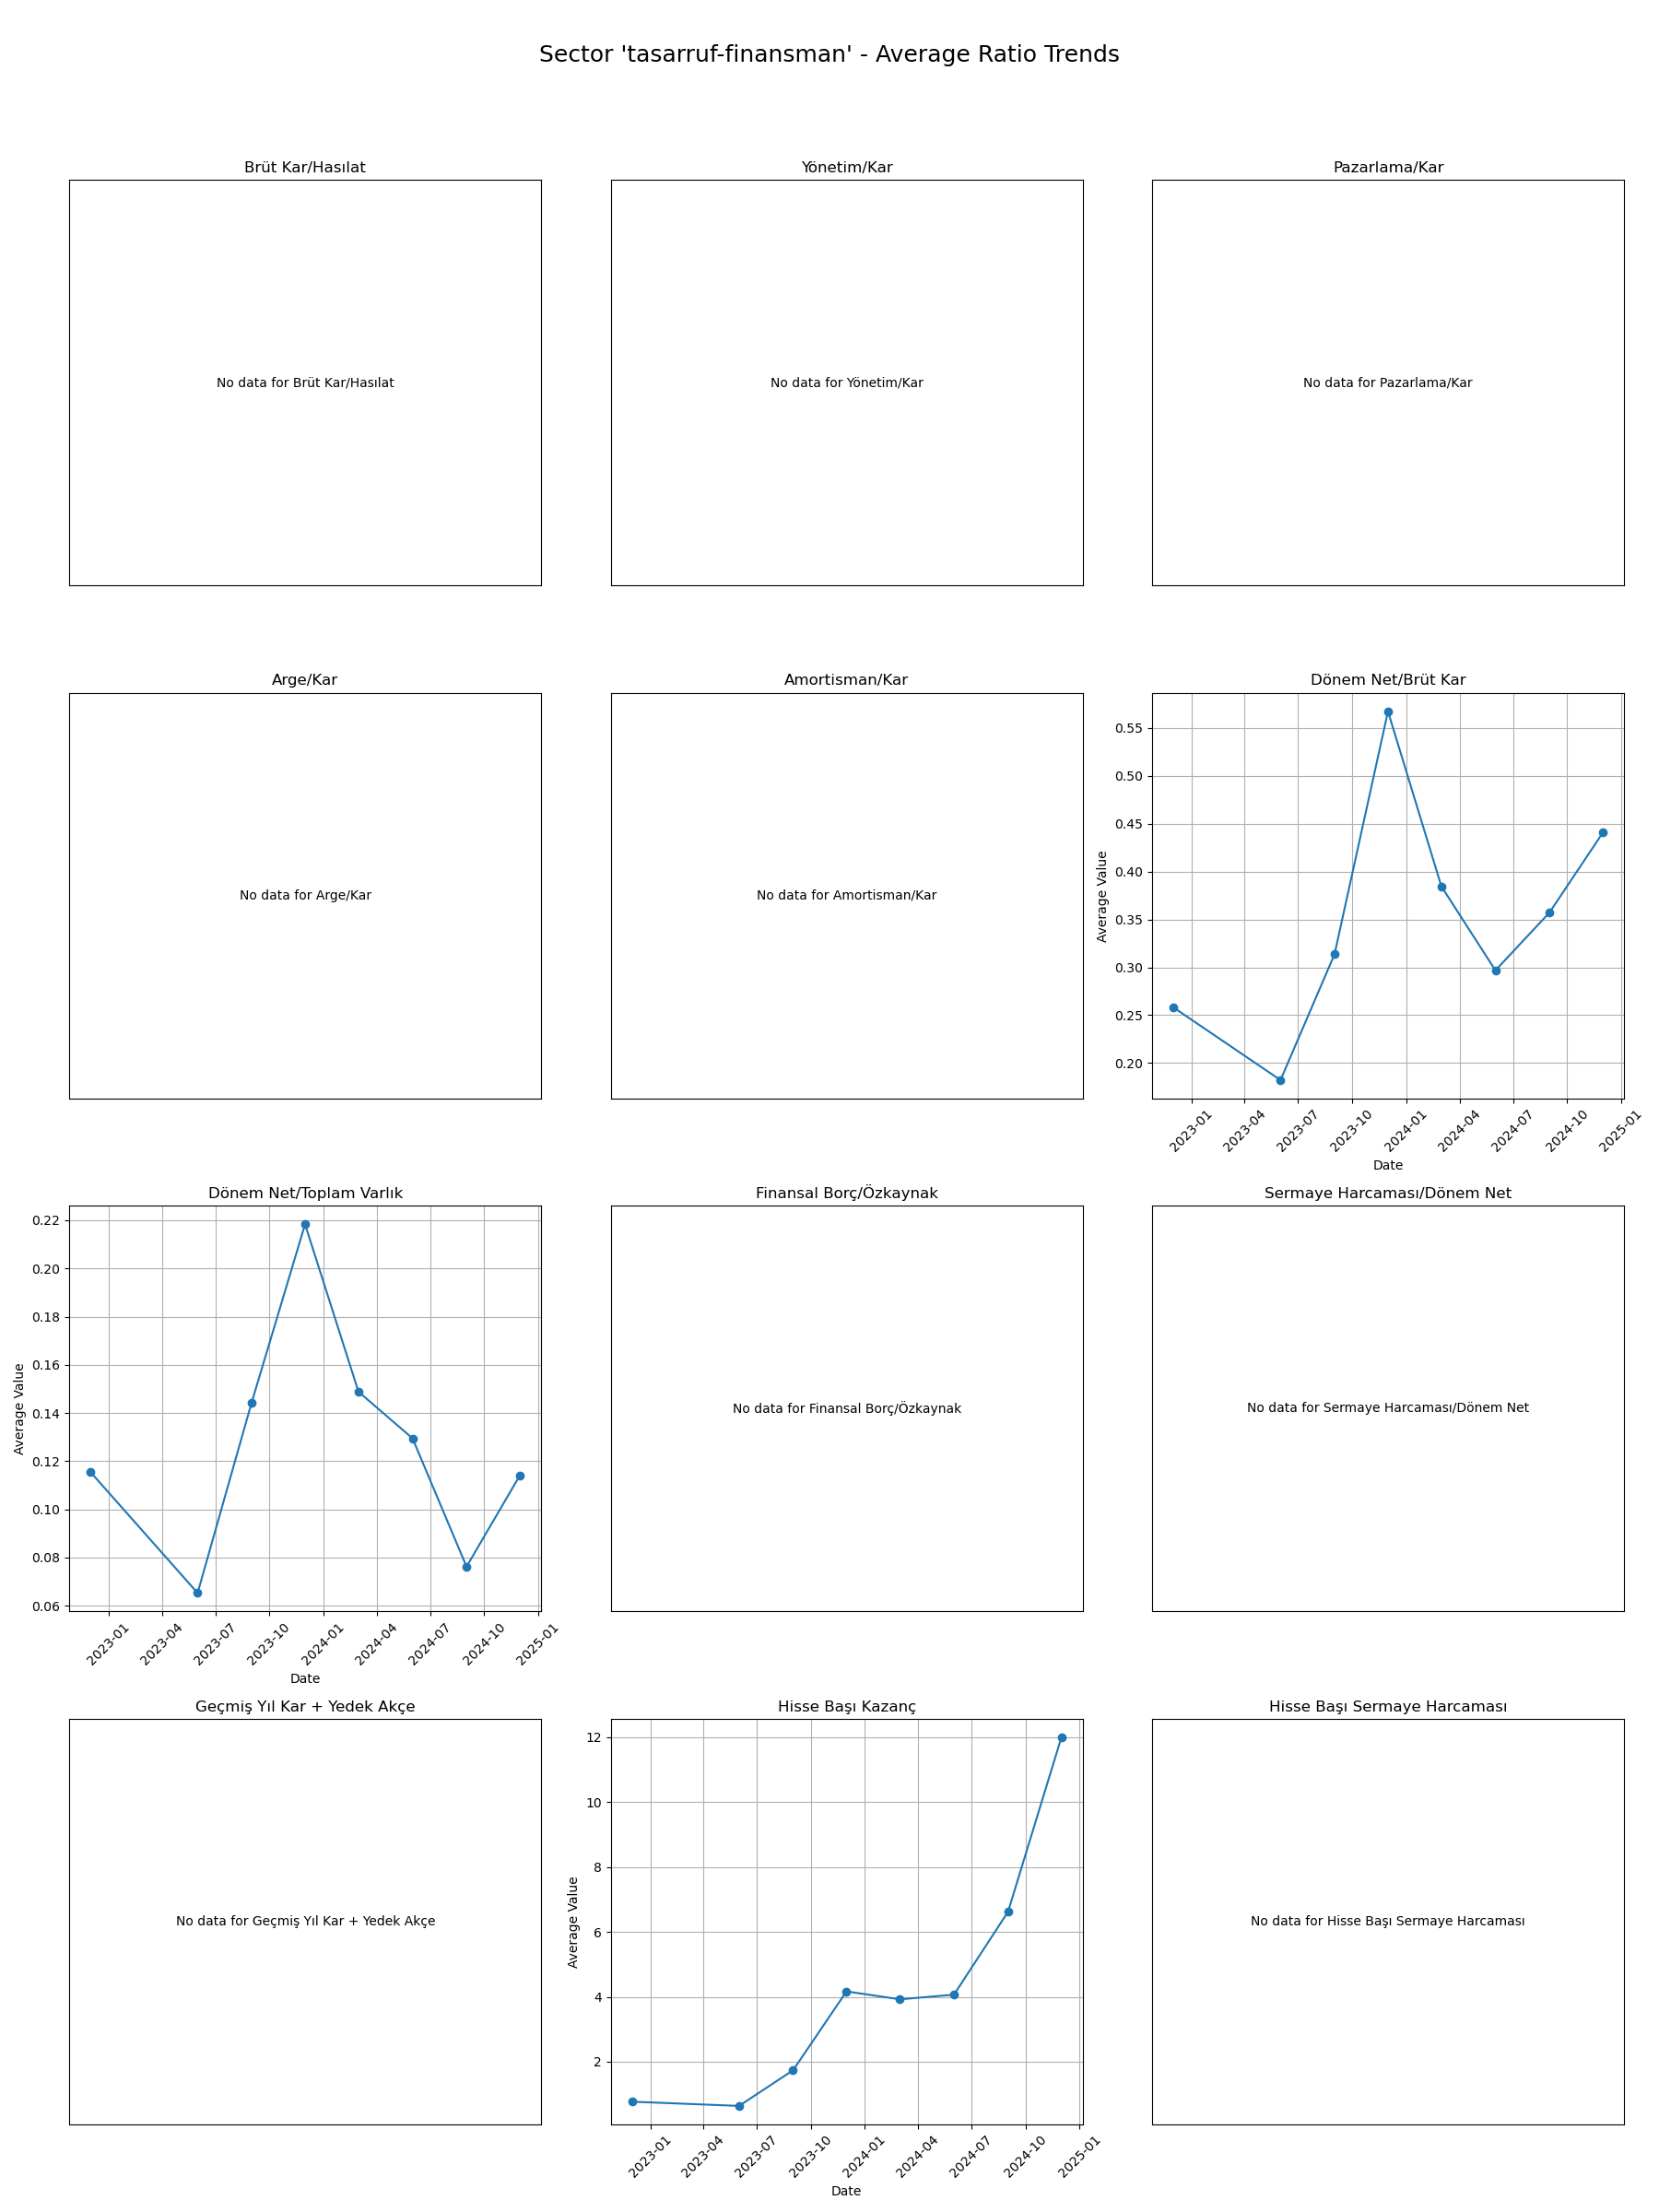 Sector 'tasarruf-finansman' - Average Ratio Trends
Brüt Kar/Hasılat
No data for Brüt Kar/Hasılat
Yönetim/Kar
No data for Yönetim/Kar
Pazarlama/Kar
No data for Pazarlama/Kar
Arge/Kar
No data for Arge/Kar
Amortisman/Kar
No data for Amortisman/Kar
Dönem Net/Brüt Kar
Average Value
0.55
0.50
0.45
0.40
0.35
0.30
0.25
0.20
2023-01
2023-04
2023-07
2023-10
2024-01
2024-04
2024-07
2024-10
2025-01
Date
Dönem Net/Toplam Varlık
Average Value
0.22
0.20
0.18
0.16
0.14
0.12
0.10
0.08
0.06
2023-01
2023-04
2023-07
2023-10
2024-01
2024-04
2024-07
2024-10
2025-01
Date
Finansal Borç/Özkaynak
No data for Finansal Borç/Özkaynak
Sermaye Harcaması/Dönem Net
No data for Sermaye Harcaması/Dönem Net
Geçmiş Yıl Kar + Yedek Akçe
No data for Geçmiş Yıl Kar + Yedek Akçe
Hisse Başı Kazanç
Average Value
12
10
8
6
4
2
2023-01
2023-04
2023-07
2023-10
2024-01
2024-04
2024-07
2024-10
2025-01
Date
Hisse Başı Sermaye Harcaması
No data for Hisse Başı Sermaye Harcaması